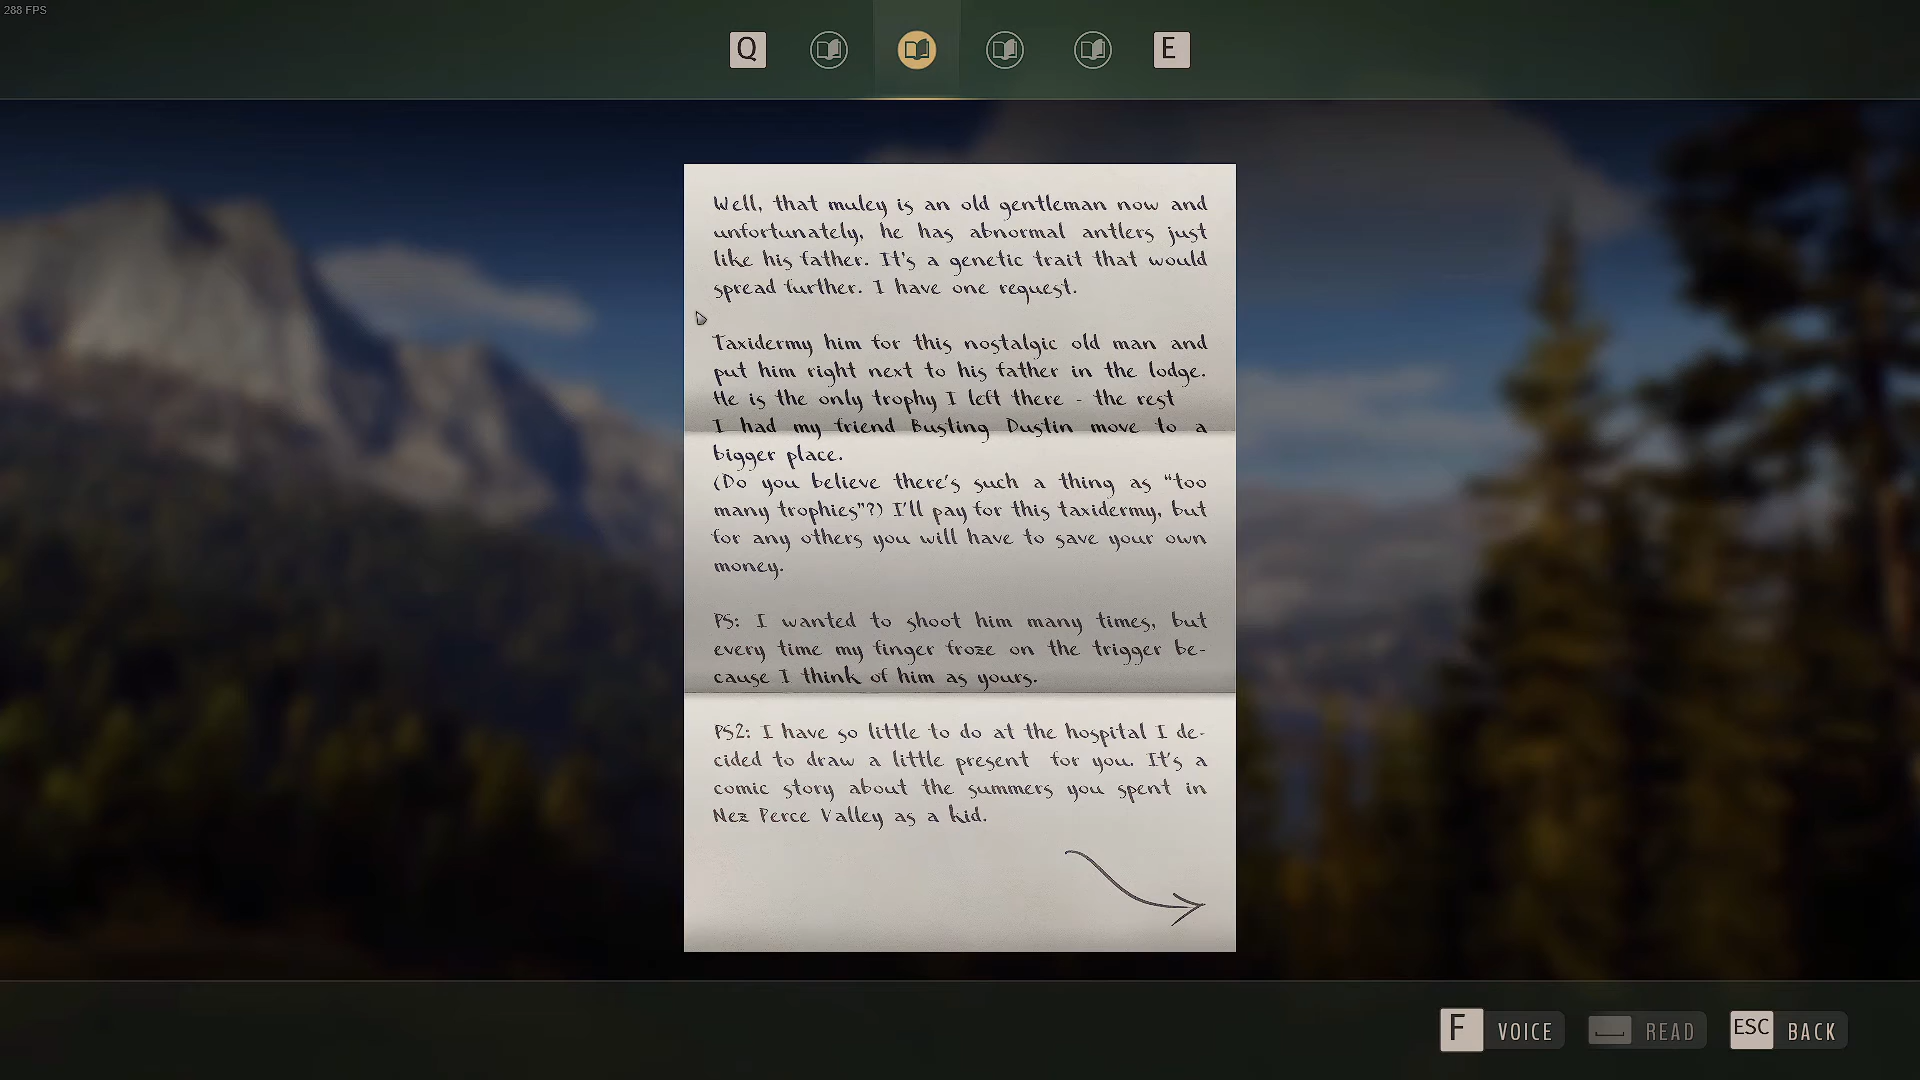 288 FPS
Q
E
Well, that muley is an old gentleman now and
unfortunately, he has abnormal antlers just
like his father. It's a genetic trait that would
spread further. I have one request.
Taxidermy him for this nostalgic old man and
put him right next to his father in the lodge.
He is the only trophy I left there - the rest
I had my friend Busting Dustin move to a
bigger place.
(Do you believe there's such a thing as "too
many trophies"?) I'll pay for this taxidermy, but
for any others you will have to save your own
money.
PS: I wanted to shoot him many times, but
every time my finger froze on the trigger be-
cause I think of him as yours.
PS2: I have so little to do at the hospital I de-
cided to draw a little present for you. It's a
comic story about the summers you spent in
Nez Perce Valley as a kid.
F VOICE
READ
ESC BACK